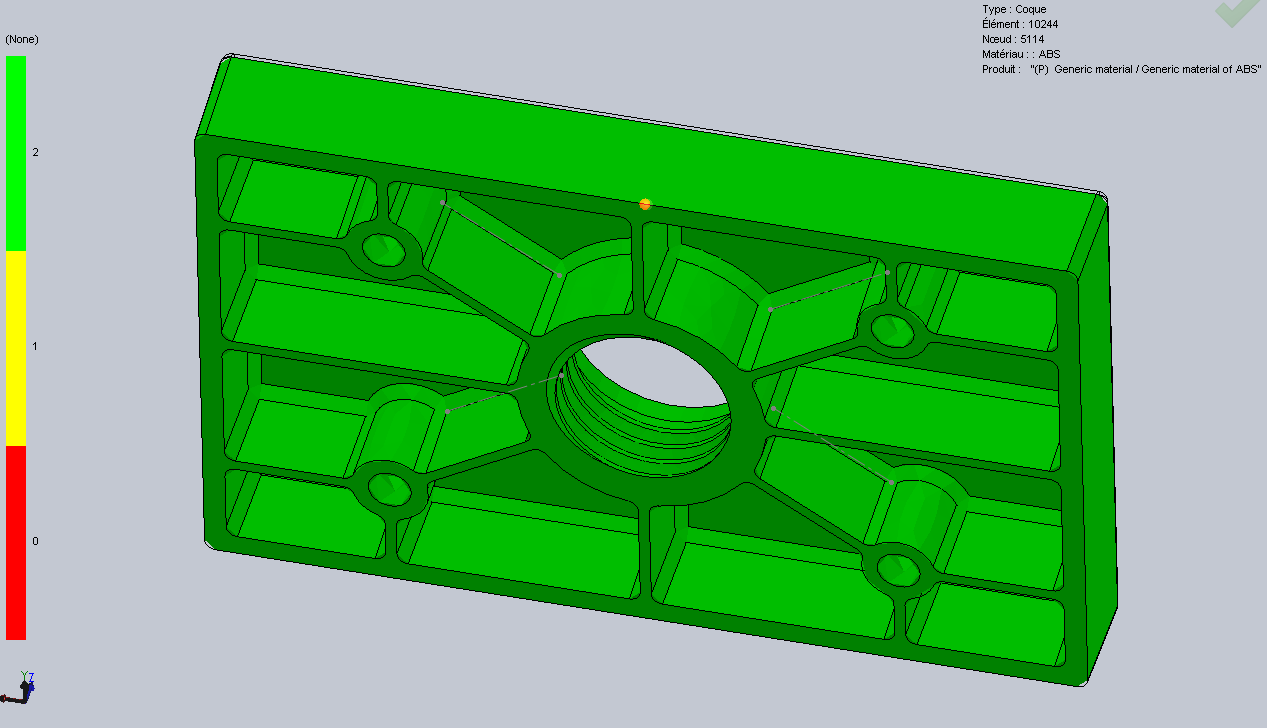 Type : Coque
Élément : 10244
Nœud : 5114
Matériau : : ABS
Produit : "(P) Generic material / Generic material of ABS"
(None)
2
1
0
Y
Z